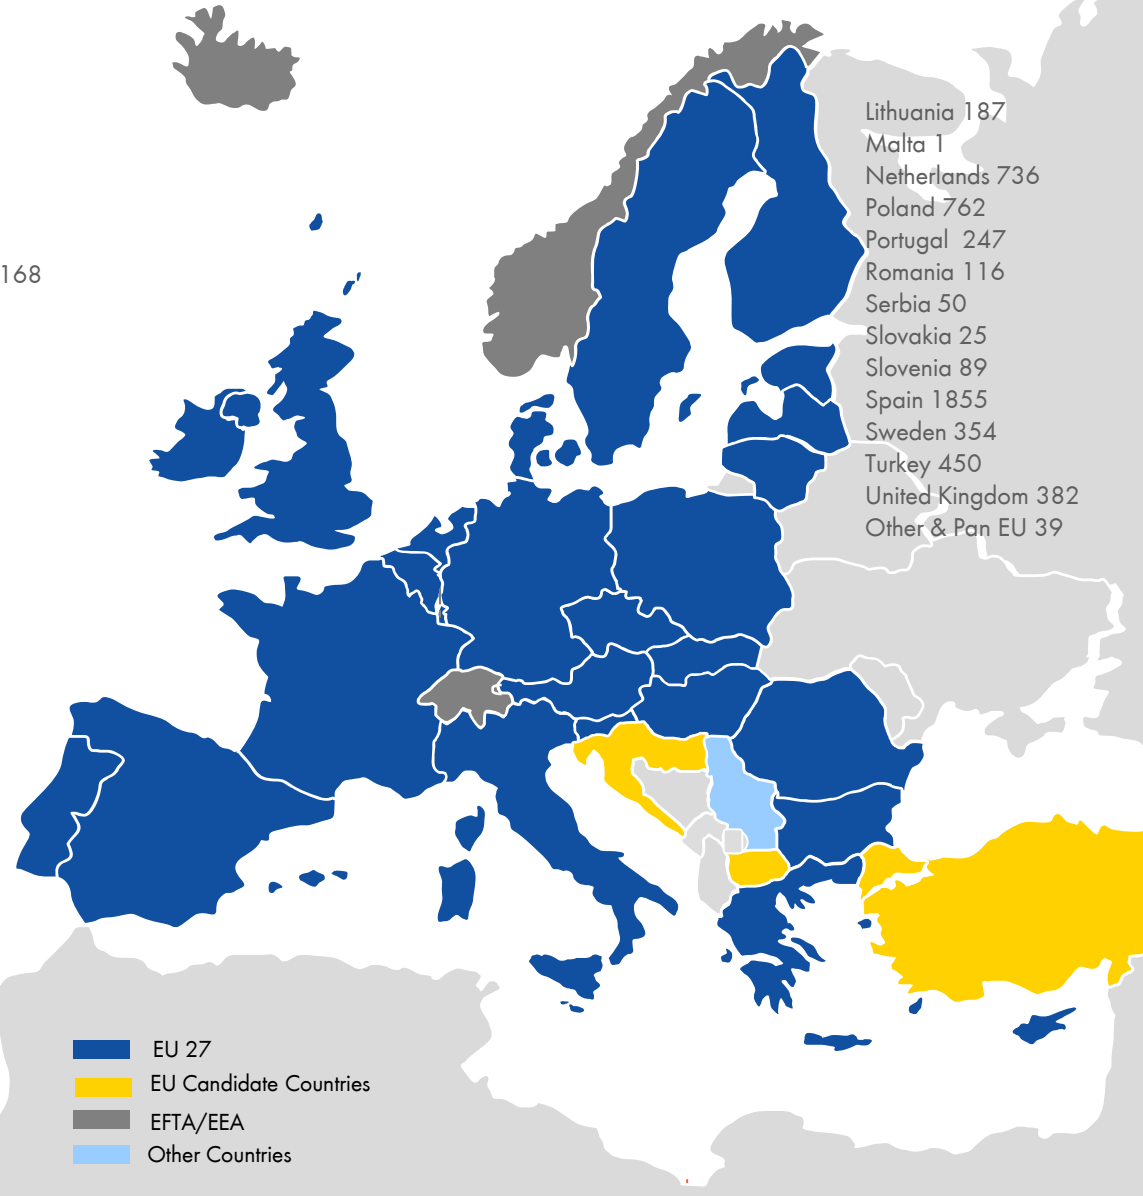 Lithuania 187
Malta 1
Netherlands 736
Poland 762
Portugal  247
168
Romania 116
Serbia 50
Slovakia 25
Slovenia 89
Spain 1855
Sweden 354
Turkey 450
United Kingdom 382
Other & Pan EU 39
EU 27
EU Candidate Countries
EFTA/EEA
Other Countries